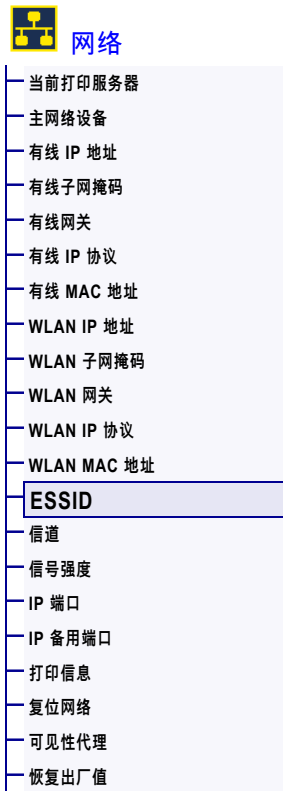 网络
当前打印服务器
主网络设备
有线 IP 地址
有线子网掩码
有线网关
有线 IP 协议
有线 MAC 地址
WLAN IP 地址
WLAN 子网掩码
WLAN 网关
WLAN IP 协议
WLAN MAC 地址
ESSID
信道
信号强度
IP 端口
IP 备用端口
打印信息
复位网络
可见性代理
恢复出厂值